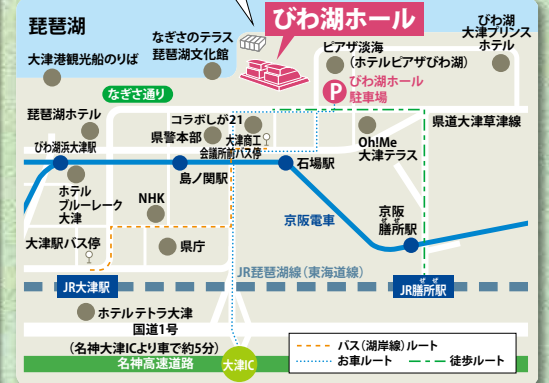 琵琶湖
びわ湖ホール
なぎさのテラス
琵琶湖文化館
大津港観光船のりば
ピアザ淡海
(ホテルピアザびわ湖)
びわ湖
大津プリンス
ホテル
P
びわ湖ホール
駐車場
なぎさ通り
琵琶湖ホテル
コラボしが21
県警本部
大津商工
会議所前バス停
県道大津草津線
Oh!Me
大津テラス
びわ湖浜大津駅
島ノ関駅
石場駅
ホテル
ブルーレーク
大津
NHK
京阪電車
京阪
膳所駅
ぜぜ
大津駅バス停
県庁
JR琵琶湖線(東海道線)
JR大津駅
JR膳所駅
ぜぜ
ホテルテトラ大津
国道1号
(名神大津ICより車で約5分)
名神高速道路
大津IC
バス(湖岸線)ルート
お車ルート
徒歩ルート